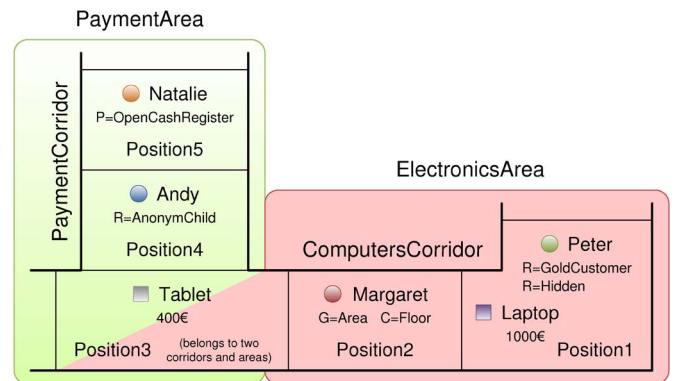 PaymentArea
PaymentCorridor
Natalie
P=OpenCashRegister
Position5
Andy
R=AnonymChild
Position4
Tablet
400€
Position3
(belongs to two
corridors and areas)
ElectronicsArea
ComputersCorridor
Margaret
G=Area C=Floor
Position2
Peter
R=GoldCustomer
R=Hidden
Laptop
1000€
Position1